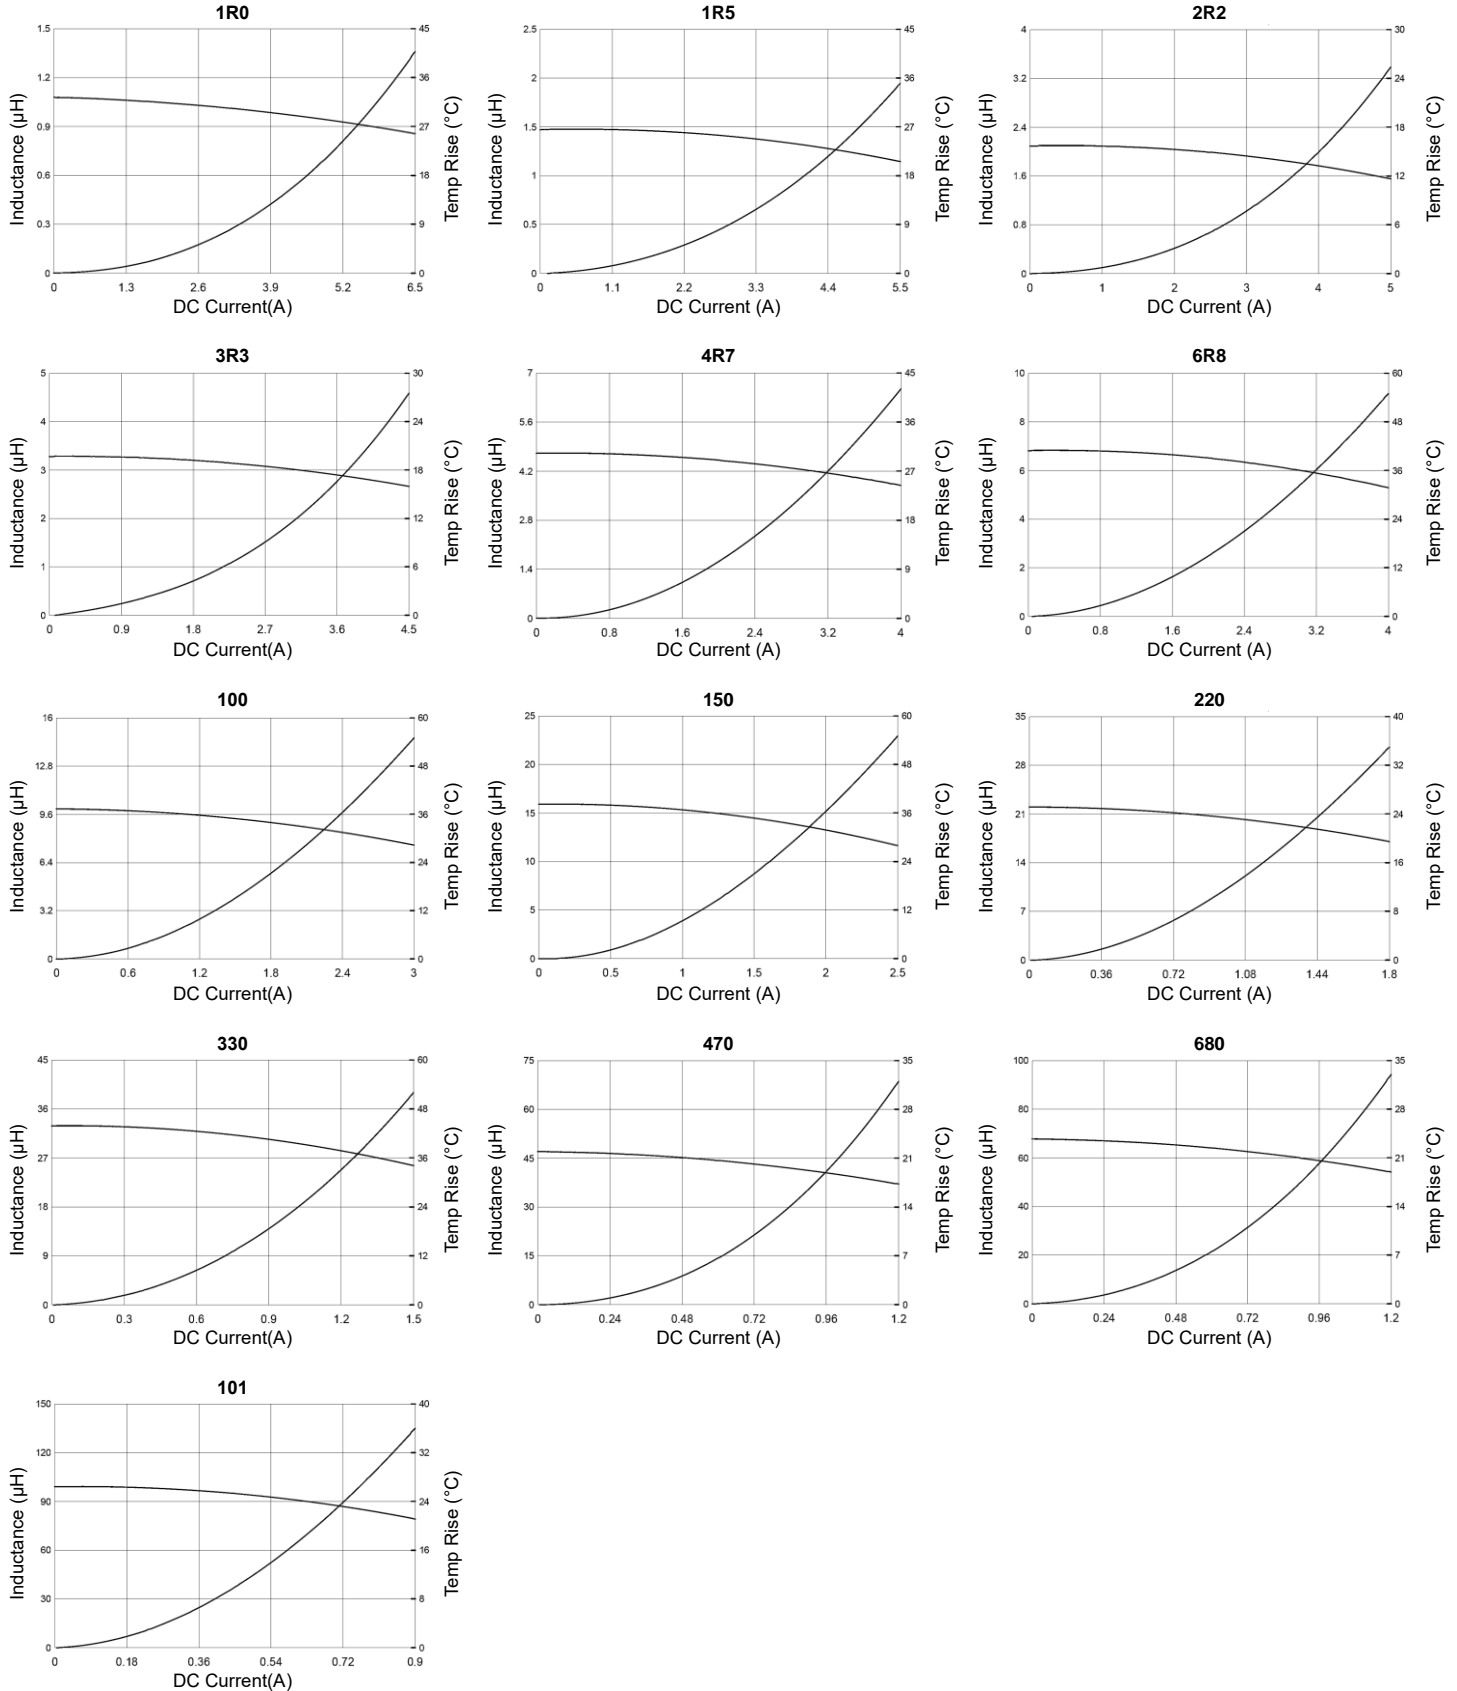 1R0
1.5
1.2
0.9
0.6
0.3
0
45
36
27
18
9
0
0 1.3 2.6 3.9 5.2 6.5
Inductance (μH)
Temp Rise (°C)
DC Current(A)
1R5
2.5
2
1.5
1
0.5
0
45
36
27
18
9
0
0 1.1 2.2 3.3 4.4 5.5
Inductance (μH)
Temp Rise (°C)
DC Current (A)
2R2
4
3.2
2.4
1.6
0.8
0
30
24
18
12
6
0
0 1 2 3 4 5
Inductance (μH)
Temp Rise (°C)
DC Current (A)
3R3
5
4
3
2
1
0
30
24
18
12
6
0
0 0.9 1.8 2.7 3.6 4.5
Inductance (μH)
Temp Rise (°C)
DC Current(A)
4R7
7
5.6
4.2
2.8
1.4
0
45
36
27
18
9
0
0 0.8 1.6 2.4 3.2 4
Inductance (μH)
Temp Rise (°C)
DC Current (A)
6R8
10
8
6
4
2
0
60
48
36
24
12
0
0 0.8 1.6 2.4 3.2 4
Inductance (μH)
Temp Rise (°C)
DC Current (A)
100
16
12.8
9.6
6.4
3.2
0
60
48
36
24
12
0
0 0.6 1.2 1.8 2.4 3
Inductance (μH)
Temp Rise (°C)
DC Current(A)
150
25
20
15
10
5
0
60
48
36
24
12
0
0 0.5 1 1.5 2 2.5
Inductance (μH)
Temp Rise (°C)
DC Current (A)
220
35
28
21
14
7
0
40
32
24
16
8
0
0 0.36 0.72 1.08 1.44 1.8
Inductance (μH)
Temp Rise (°C)
DC Current (A)
330
45
36
27
18
9
0
60
48
36
24
12
0
0 0.3 0.6 0.9 1.2 1.5
Inductance (μH)
Temp Rise (°C)
DC Current(A)
470
75
60
45
30
15
0
35
28
21
14
7
0
0 0.24 0.48 0.72 0.96 1.2
Inductance (μH)
Temp Rise (°C)
DC Current (A)
680
100
80
60
40
20
0
35
28
21
14
7
0
0 0.24 0.48 0.72 0.96 1.2
Inductance (μH)
Temp Rise (°C)
DC Current (A)
101
150
120
90
60
30
0
40
32
24
16
8
0
0 0.18 0.36 0.54 0.72 0.9
Inductance (μH)
Temp Rise (°C)
DC Current(A)